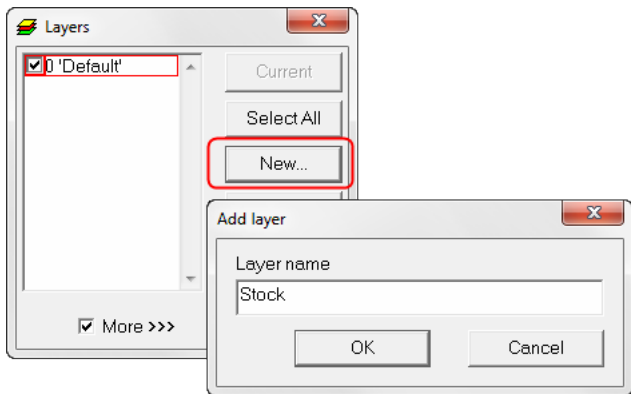 Layers
0 'Default'
Current
Select All
New...
More >>>
Add layer
Layer name
Stock
OK
Cancel